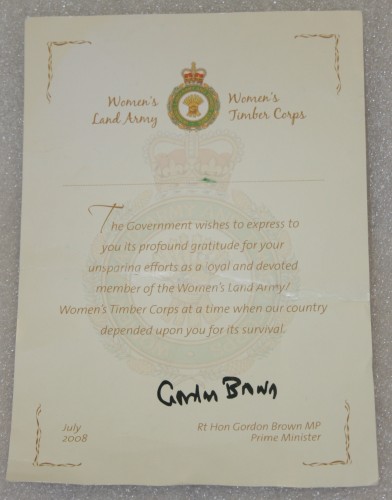 Women's Land Army
Women's Timber Corps
The Government wishes to express to
you its profound gratitude for your
unsparing efforts as a loyal and devoted
member of the Women's Land Army/
Women's Timber Corps at a time when our country
depended upon you for its survival.
Gordon Brown
July
2008
Rt Hon Gordon Brown MP
Prime Minister